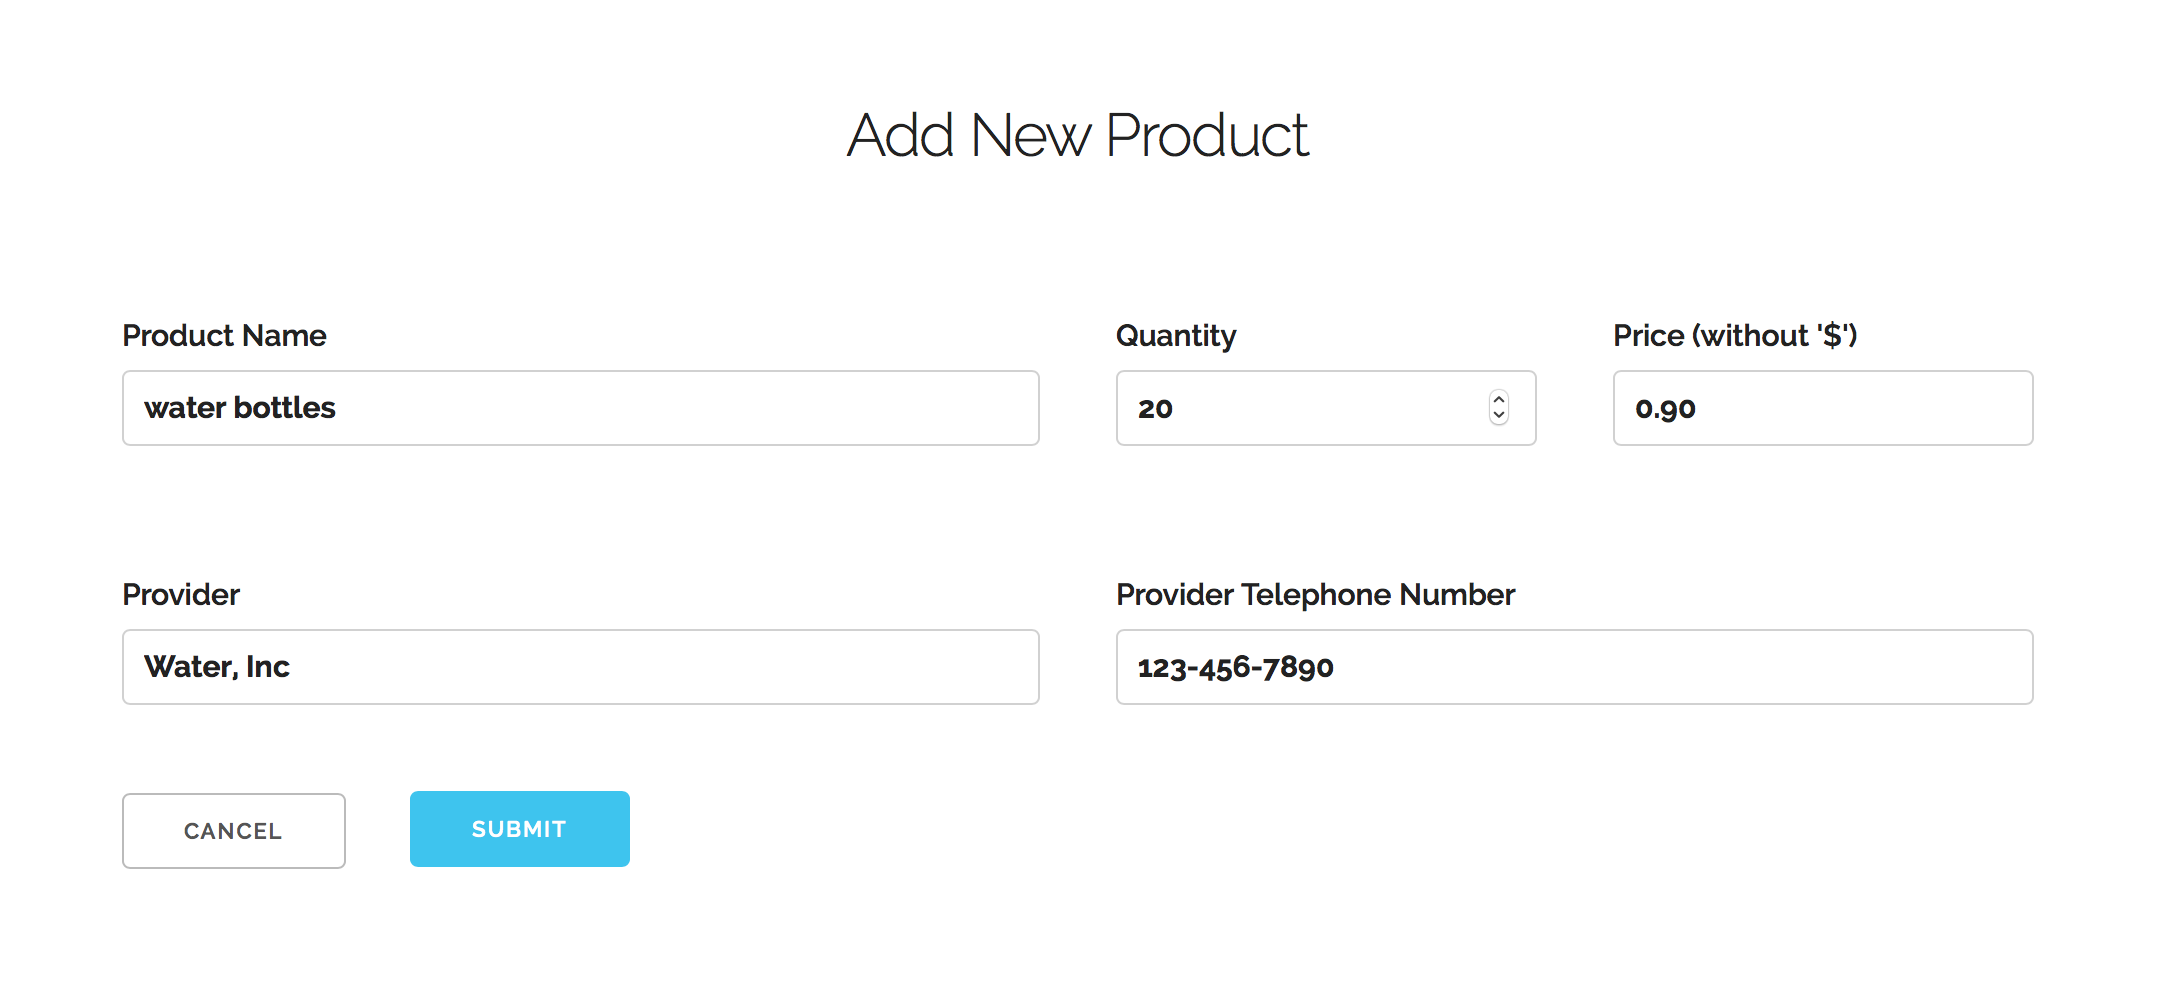 Add New Product
Product Name
Quantity
Price (without '$')
water bottles
20
0.90
Provider
Provider Telephone Number
Water, Inc
123-456-7890
CANCEL
SUBMIT